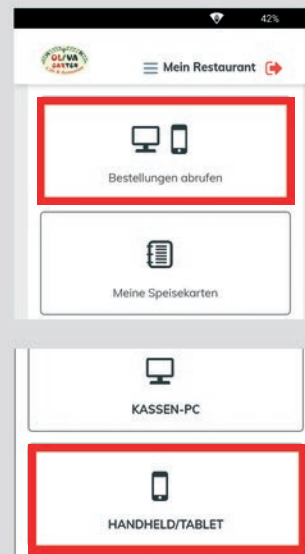 42%
OLIVA
GARTEN
Mein Restaurant
Bestellungen abrufen
Meine Speisekarten
KASSEN-PC
HANDHELD/TABLET